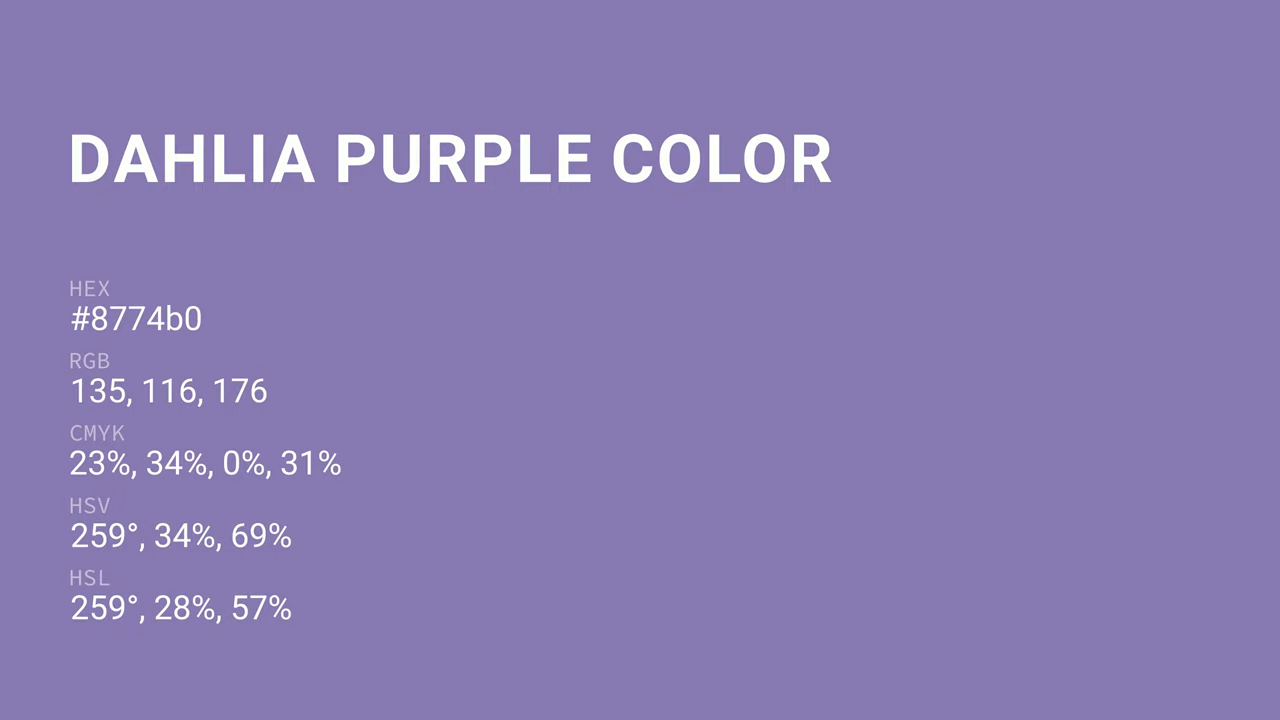 DAHLIA PURPLE COLOR
HEX
#8774b0
RGB
135, 116, 176
CMYK
23%, 34%, 0%, 31%
HSV
259°, 34%, 69%
HSL
259°, 28%, 57%